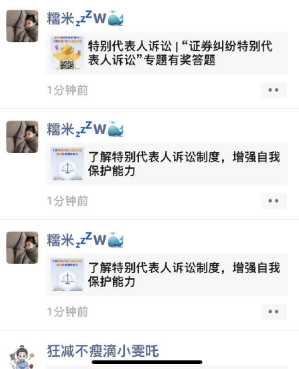 糯米zzZW🐳
特别代表人诉讼 | “证券纠纷特别代
表人诉讼”专题有奖答题
1分钟前
糯米zzZW🐳
了解特别代表人诉讼制度，增强自我
保护能力
1分钟前
糯米zzZW🐳
了解特别代表人诉讼制度，增强自我
保护能力
1分钟前
狂减不瘦滴小雯吒